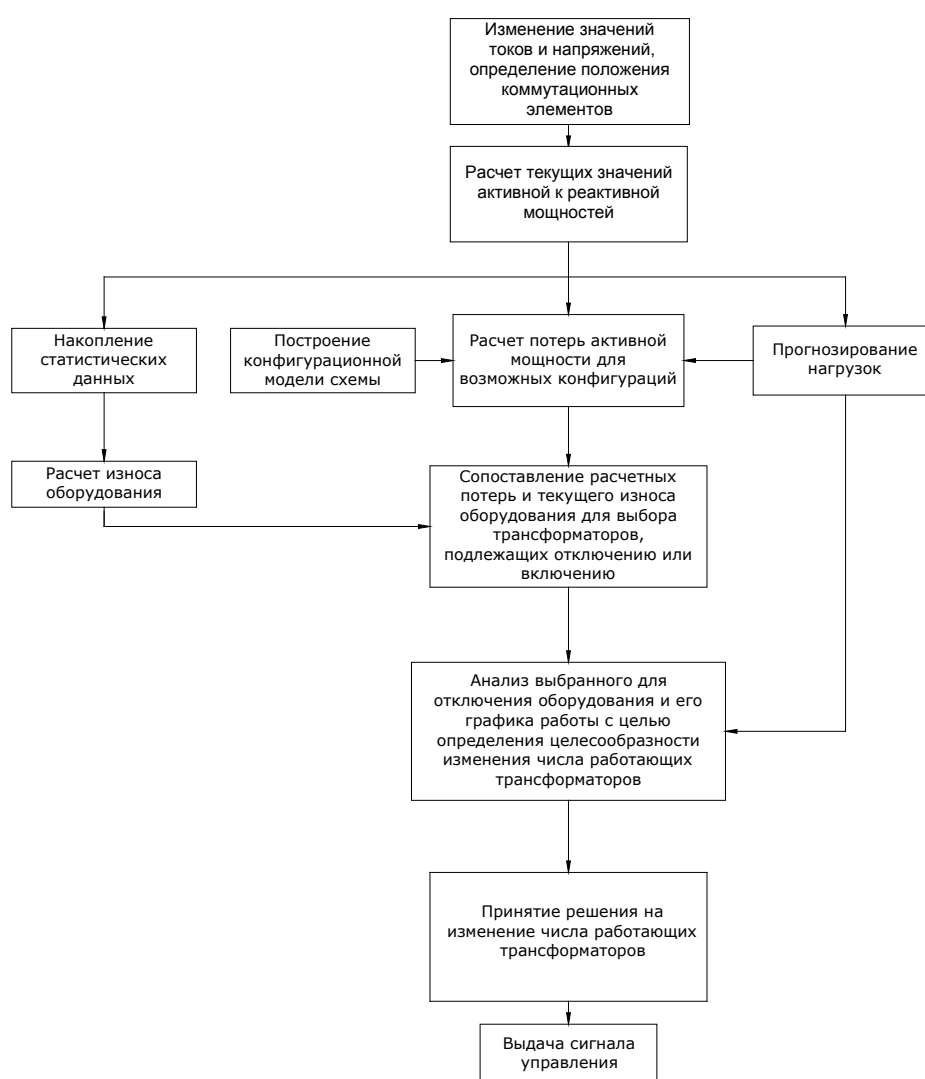 Изменение значений
токов и напряжений,
определение положения
коммутационных
элементов
Расчет текущих значений
активной к реактивной
мощностей
Накопление
статистических
данных
Построение
конфигурационной
модели схемы
Расчет потерь активной
мощности для
возможных конфигураций
Прогнозирование
нагрузок
Расчет износа
оборудования
Сопоставление расчетных
потерь и текущего износа
оборудования для выбора
трансформаторов,
подлежащих отключению или
включению
Анализ выбранного для
отключения оборудования и его
графика работы с целью
определения целесообразности
изменения числа работающих
трансформаторов
Принятие решения на
изменение числа работающих
трансформаторов
Выдача сигнала
управления